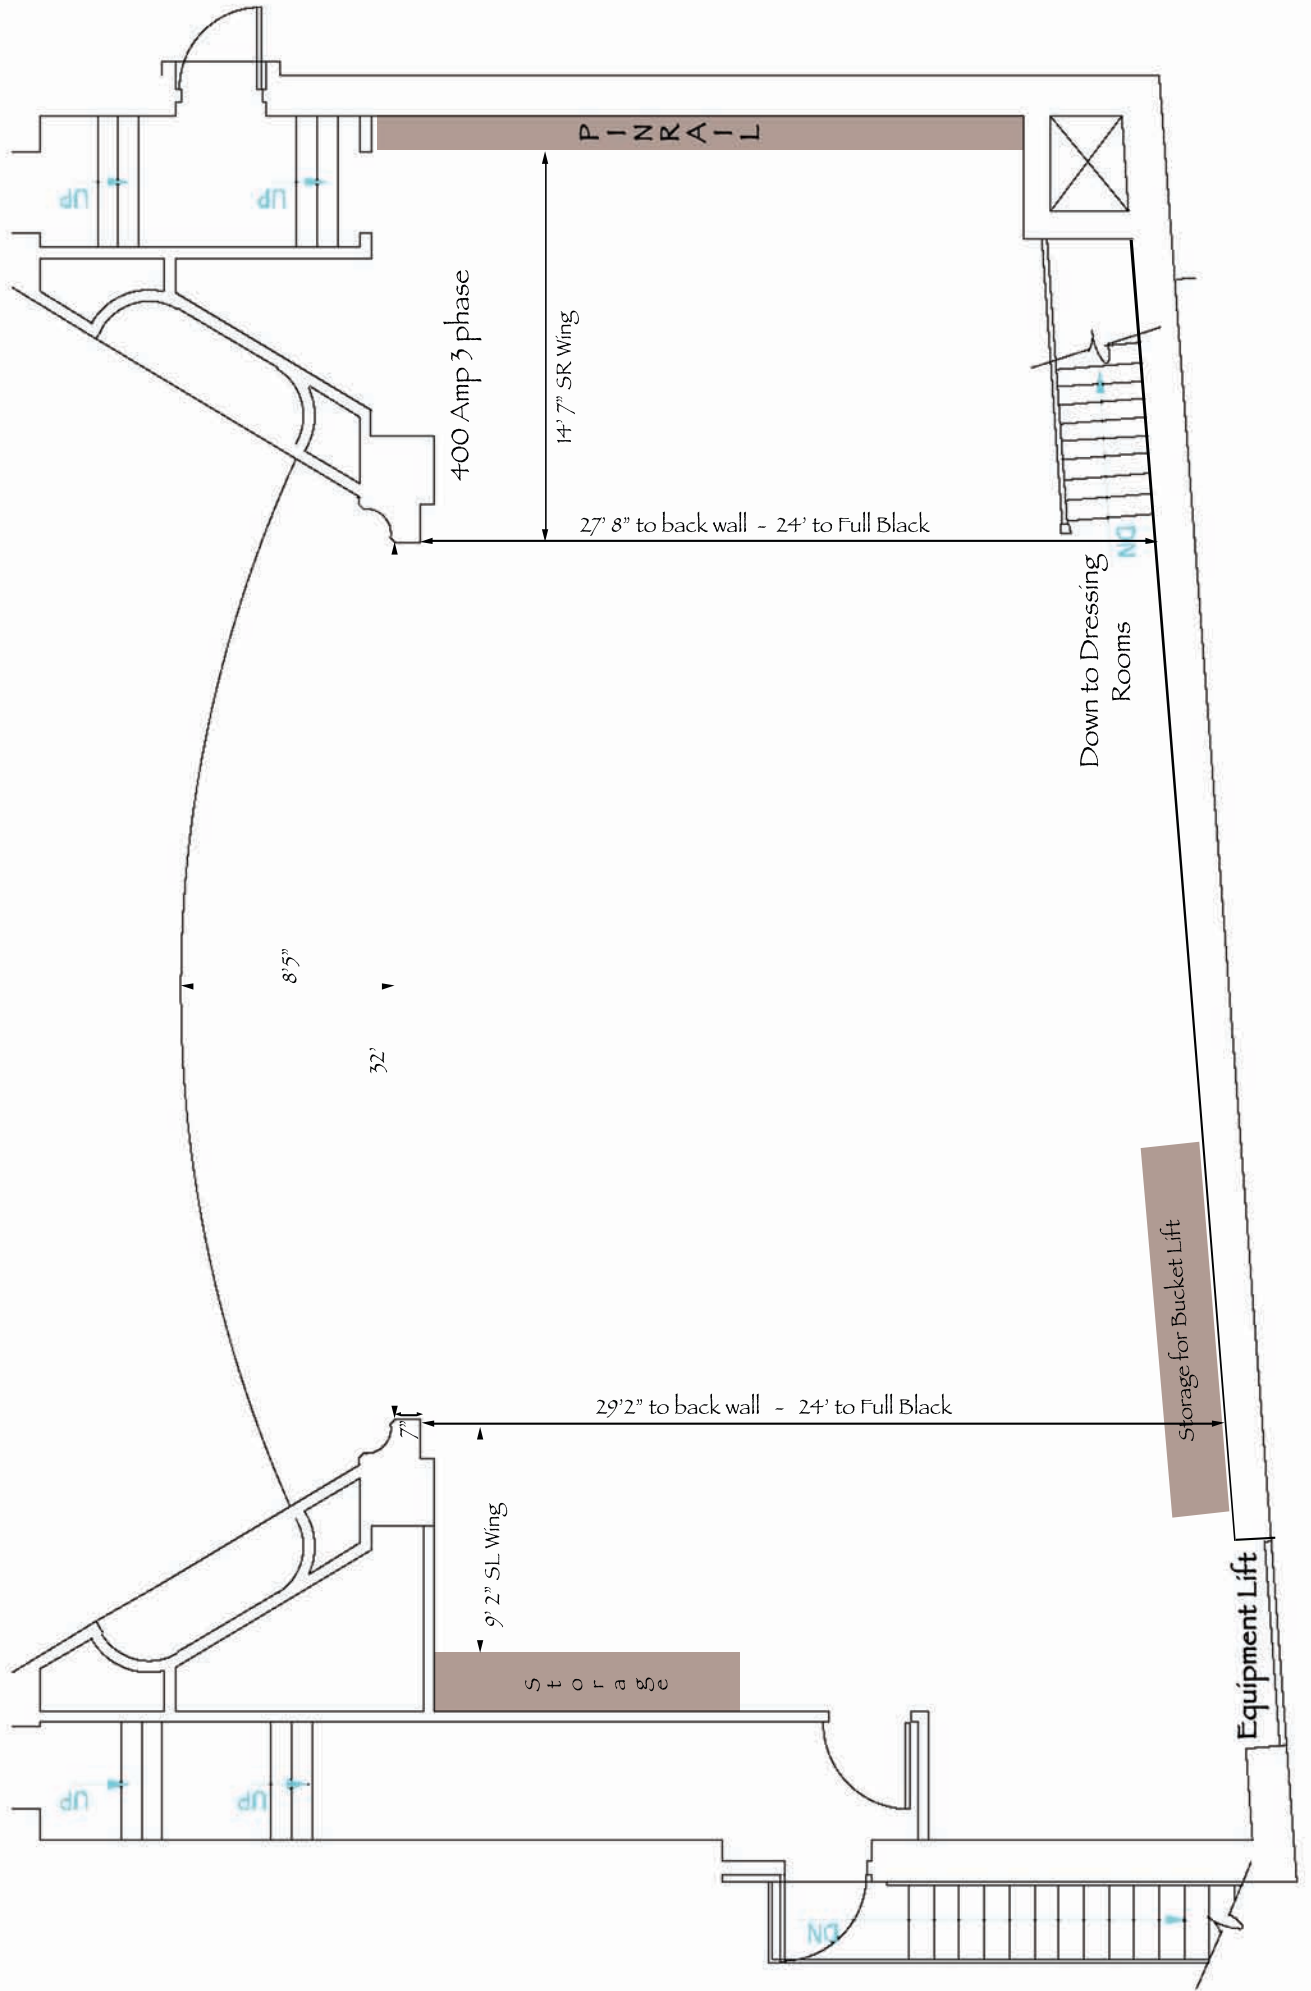 PINRAIL
UP
UP
400 Amp 3 phase
14' 7" SR Wing
27' 8" to back wall - 24' to Full Black
DN
Down to Dressing
Rooms
8'5"
32'
Storage for Bucket Lift
29'2" to back wall - 24' to Full Black
7"
9' 2" SL Wing
Storage
Equipment Lift
UP
UP
DN